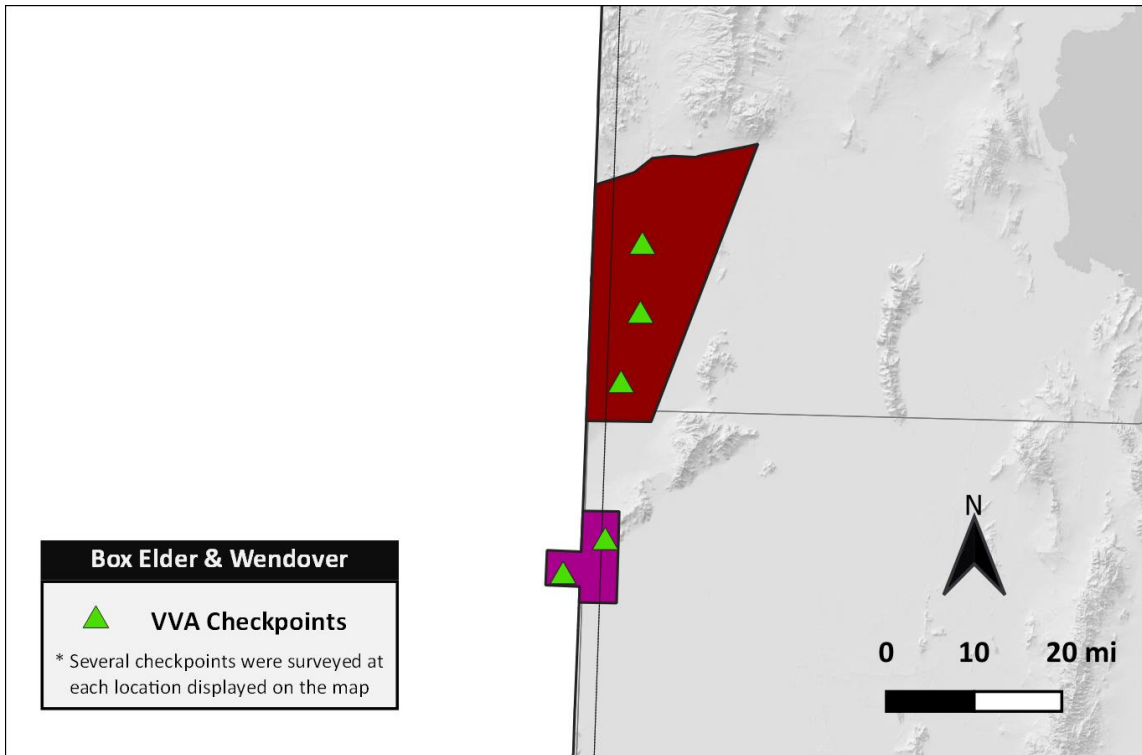 Box Elder & Wendover
VVA Checkpoints
* Several checkpoints were surveyed at
each location displayed on the map
N
0 10 20 mi